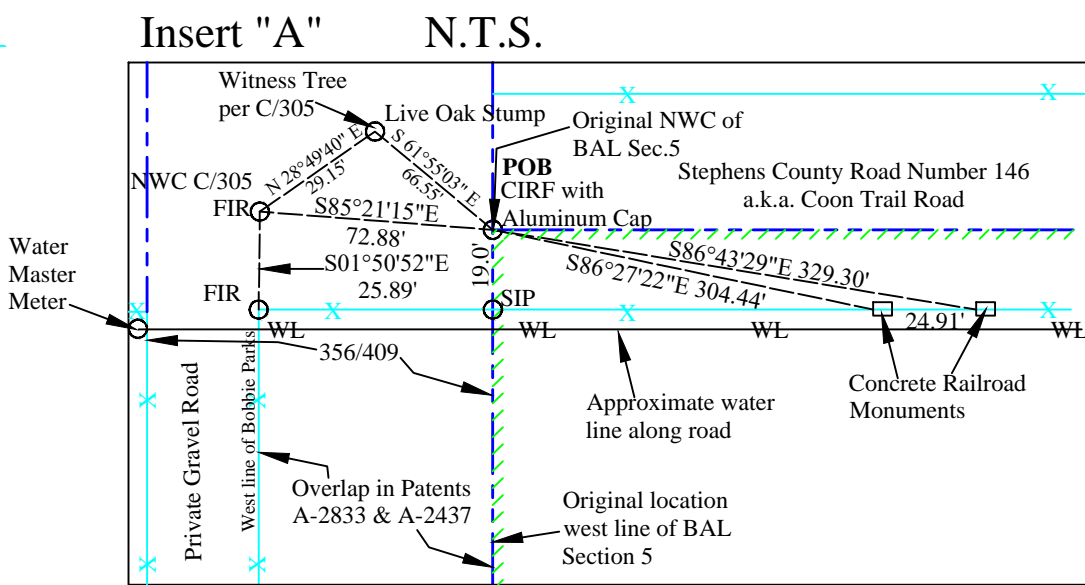 Insert "A" N.T.S.
Witness Tree
per C/305
Live Oak Stump
Original NWC of
BAL Sec.5
X
X
N 28°49'40" E
29.15'
S 61°55'03" E
66.55'
POB
CIRF with
Aluminum Cap
Stephens County Road Number 146
a.k.a. Coon Trail Road
NWC C/305
FIR
S85°21'15"E
72.88'
S01°50'52"E
25.89'
19.0'
S86°43'29"E 329.30'
S86°27'22"E 304.44'
24.91'
Water
Master
Meter
FIR
SIP
X
X
X
X
WL
WL
WL
WL
356/409
Private Gravel Road
West line of Bobbie Parks
X
X
X
X
Approximate water
line along road
Concrete Railroad
Monuments
Overlap in Patents
A-2833 & A-2437
Original location
west line of BAL
Section 5